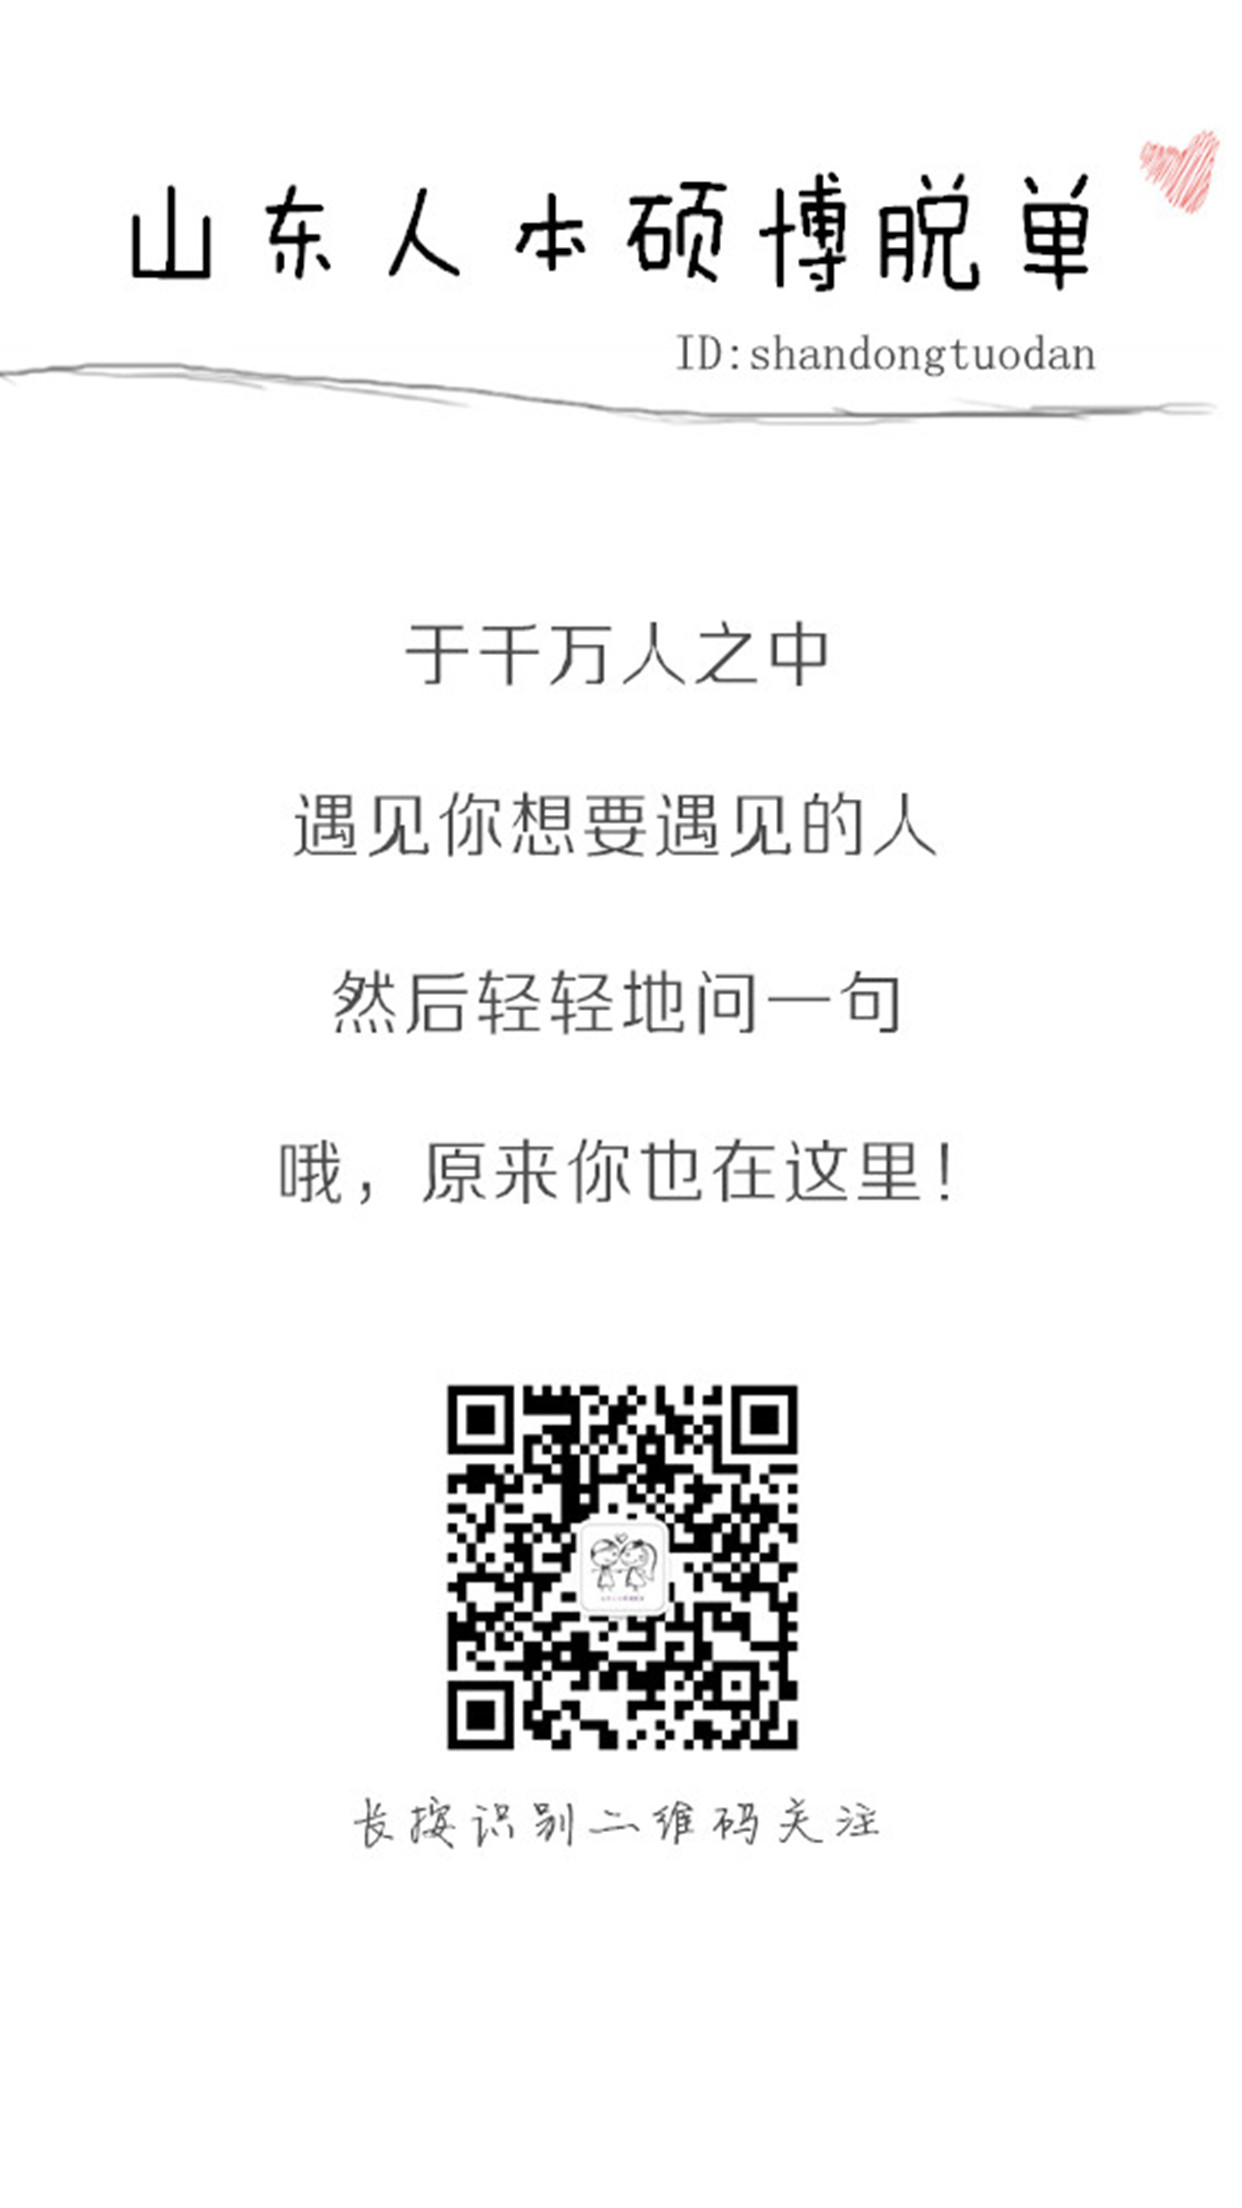 山东人本硕博脱单
ID:shandongtuodan
于千万人之中
遇见你想要遇见的人
然后轻轻地问一句
哦，原来你也在这里！
长按识别二维码关注